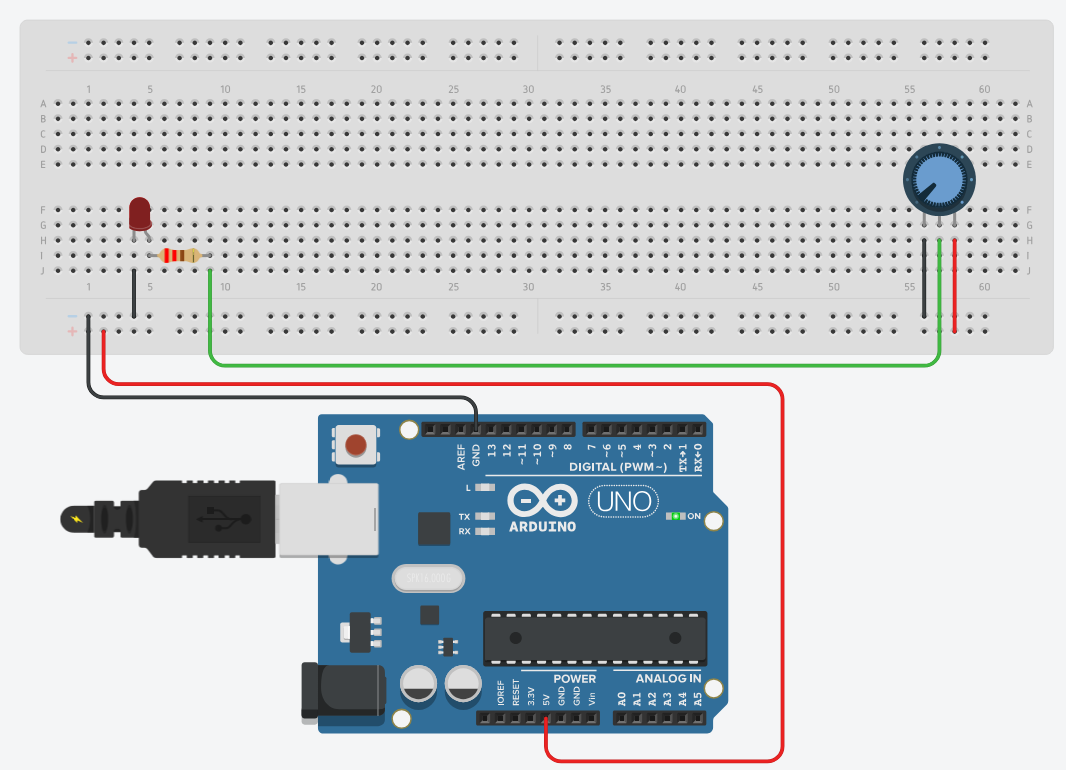 − −
+ +
1 5 10 15 20 25 30 35 40 45 50 55 60
A A
B B
C C
D D
E E
F F
G G
H H
I I
J J
1 5 10 15 20 25 30 35 40 45 50 55 60
−
+
AREF GND 13 12 ~11 ~10 ~9 8 7 ~6 ~5 4 ~3 2 TX→1 RX←0
DIGITAL (PWM~)
L
TX
RX
UNO
ON
ARDUINO
POWER ANALOG IN
IOREF RESET 3.3V 5V GND GND Vin A0 A1 A2 A3 A4 A5